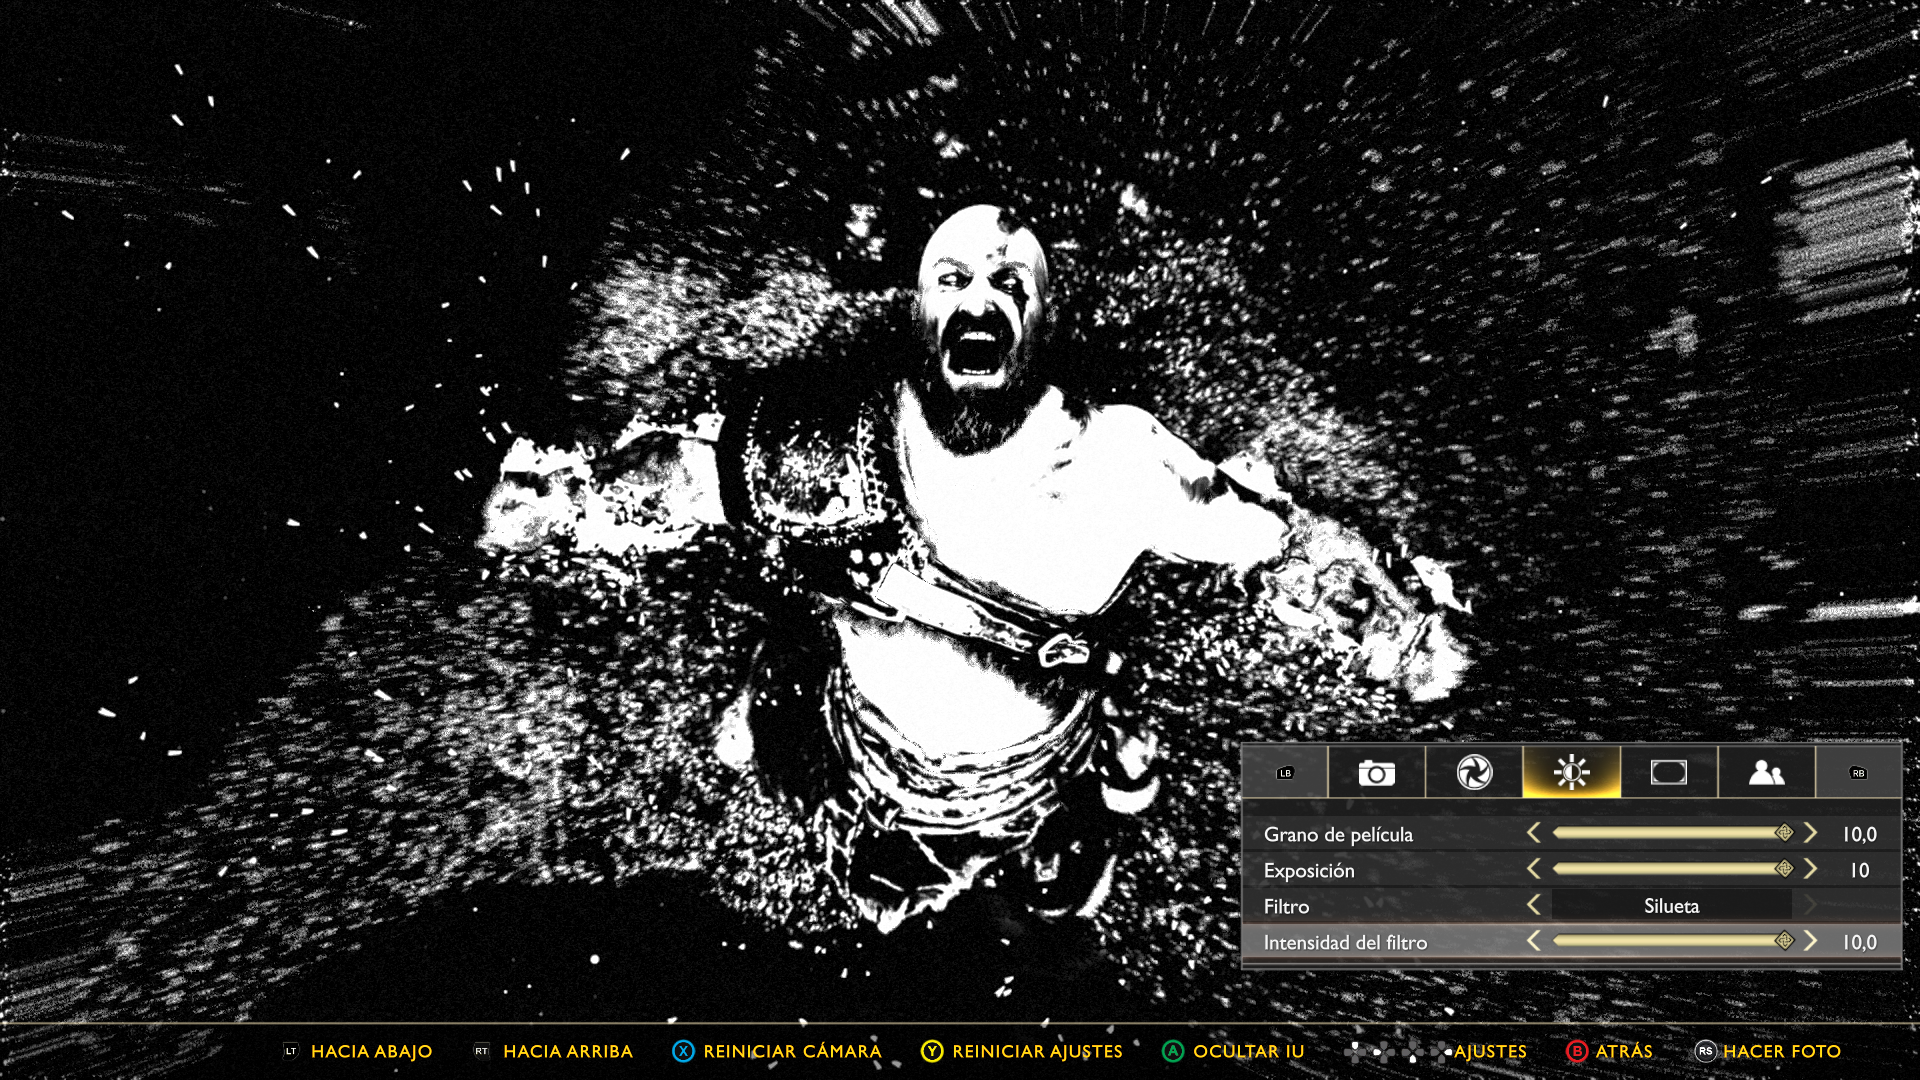 LB
RB
Grano de película 10,0
Exposición 10
Filtro Silueta
Intensidad del filtro 10,0
LT HACIA ABAJO RT HACIA ARRIBA X REINICIAR CÁMARA Y REINICIAR AJUSTES A OCULTAR IU AJUSTES B ATRÁS RS HACER FOTO